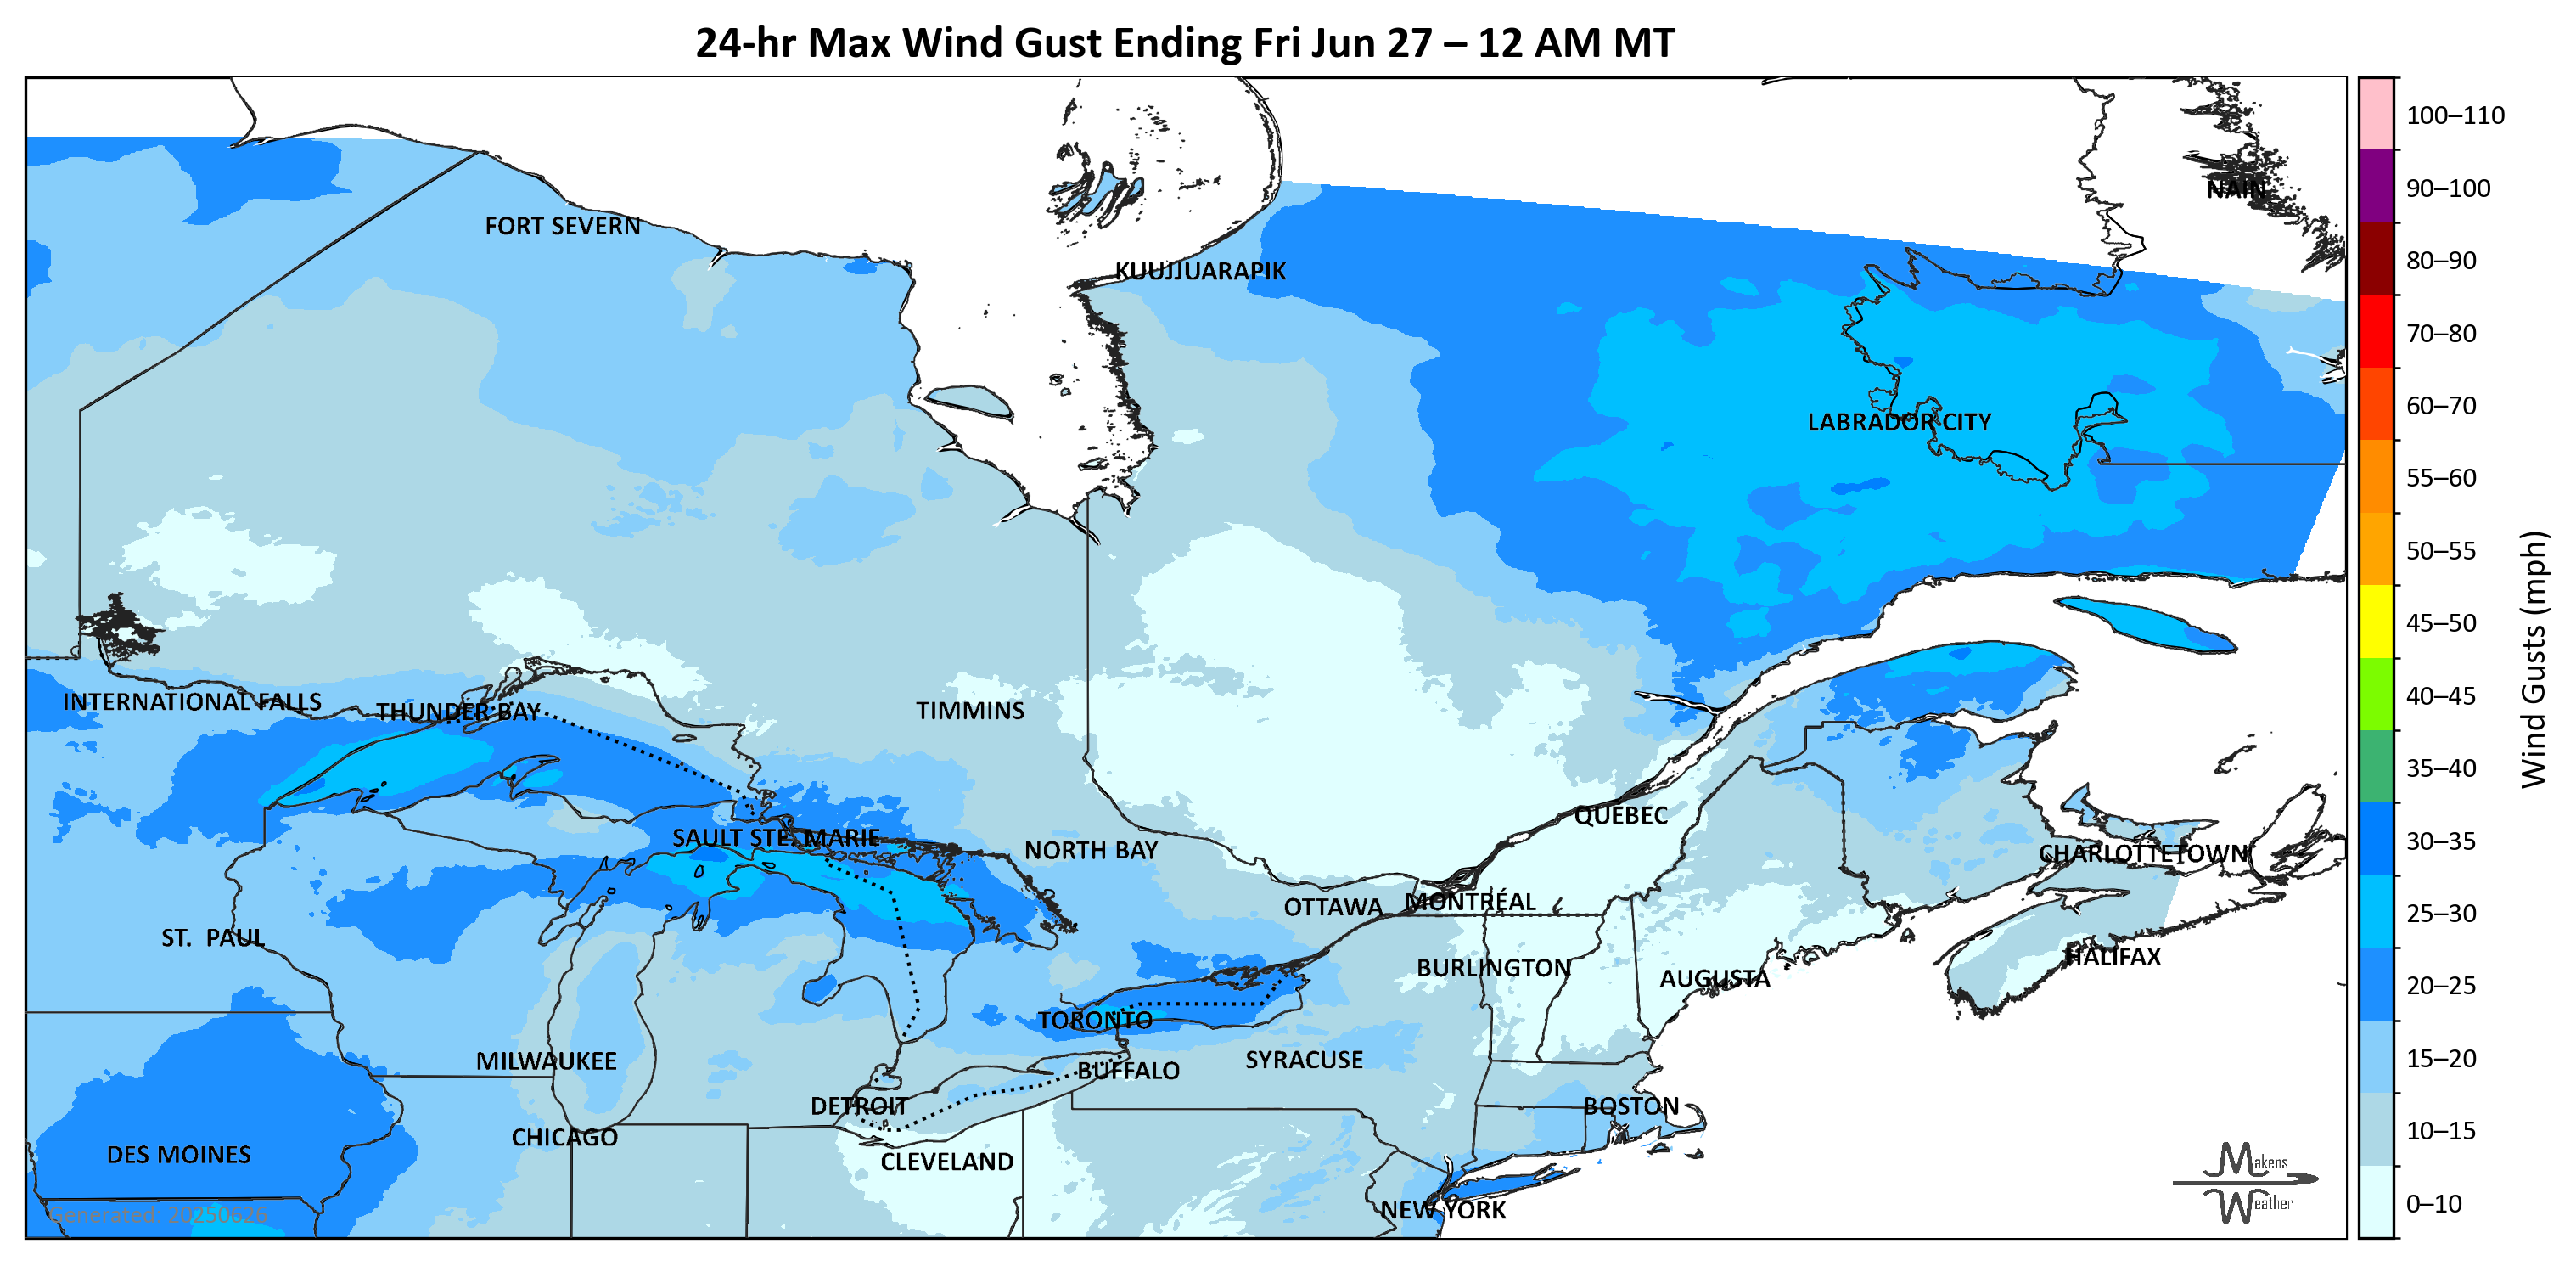 24-hr Max Wind Gust Ending Fri Jun 27 – 12 AM MT
100–110
90–100
80–90
70–80
60–70
55–60
50–55
45–50
40–45
35–40
30–35
25–30
20–25
15–20
10–15
0–10
Wind Gusts (mph)
NAIN
FORT SEVERN
KUUJJUARAPIK
LABRADOR CITY
INTERNATIONAL FALLS
THUNDER BAY
TIMMINS
QUEBEC
SAULT STE. MARIE
NORTH BAY
CHARLOTTETOWN
OTTAWA
MONTRÉAL
ST. PAUL
HALIFAX
BURLINGTON
AUGUSTA
TORONTO
MILWAUKEE
SYRACUSE
BUFFALO
DETROIT
BOSTON
CHICAGO
DES MOINES
CLEVELAND
NEW YORK
Generated: 20250626
Makens
Weather